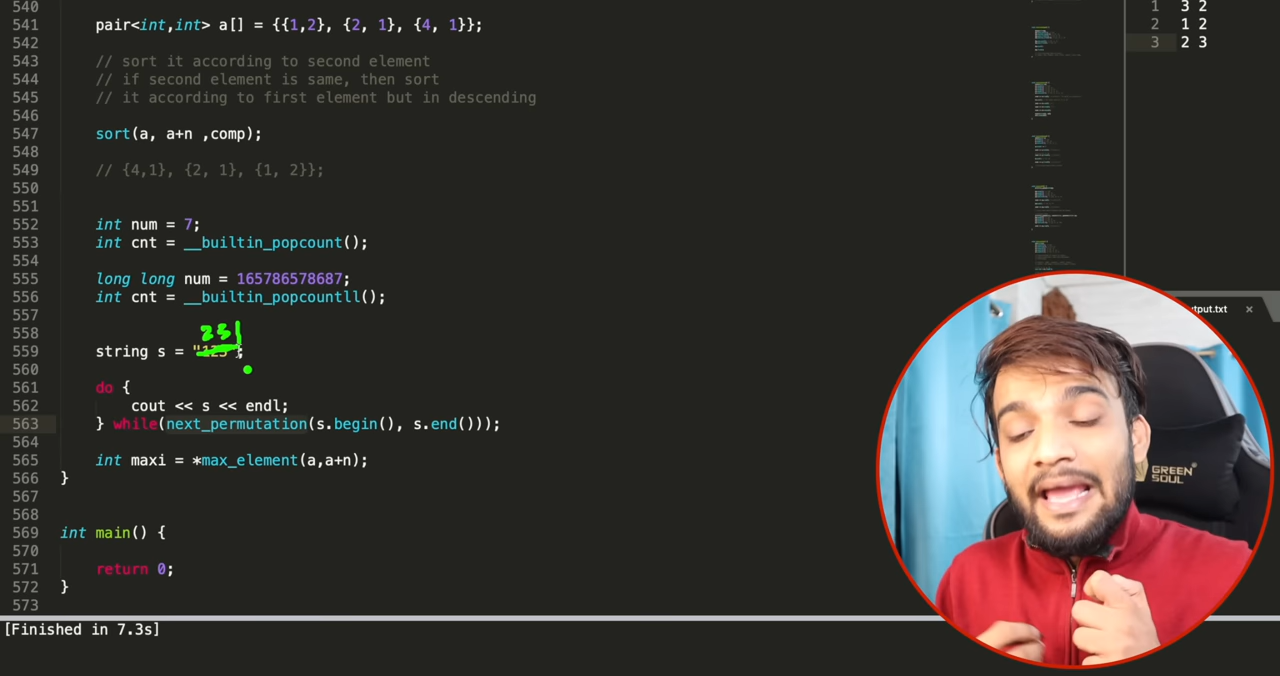 540
541 pair<int,int> a[] = {{1,2}, {2, 1}, {4, 1}};
542
543 // sort it according to second element
544 // if second element is same, then sort
545 // it according to first element but in descending
546
547 sort(a, a+n ,comp);
548
549 // {4,1}, {2, 1}, {1, 2}};
550
551
552 int num = 7;
553 int cnt = __builtin_popcount();
554
555 long long num = 165786578687;
556 int cnt = __builtin_popcountll();
557
558
231
559 string s = "123";
560
561 do {
562 cout << s << endl;
563 } while(next_permutation(s.begin(), s.end()));
564
565 int maxi = *max_element(a,a+n);
566 }
567
568
569 int main() {
570
571 return 0;
572 }
573
[Finished in 7.3s]
1 3 2
2 1 2
3 2 3
tput.txt ×
GREEN
SOUL